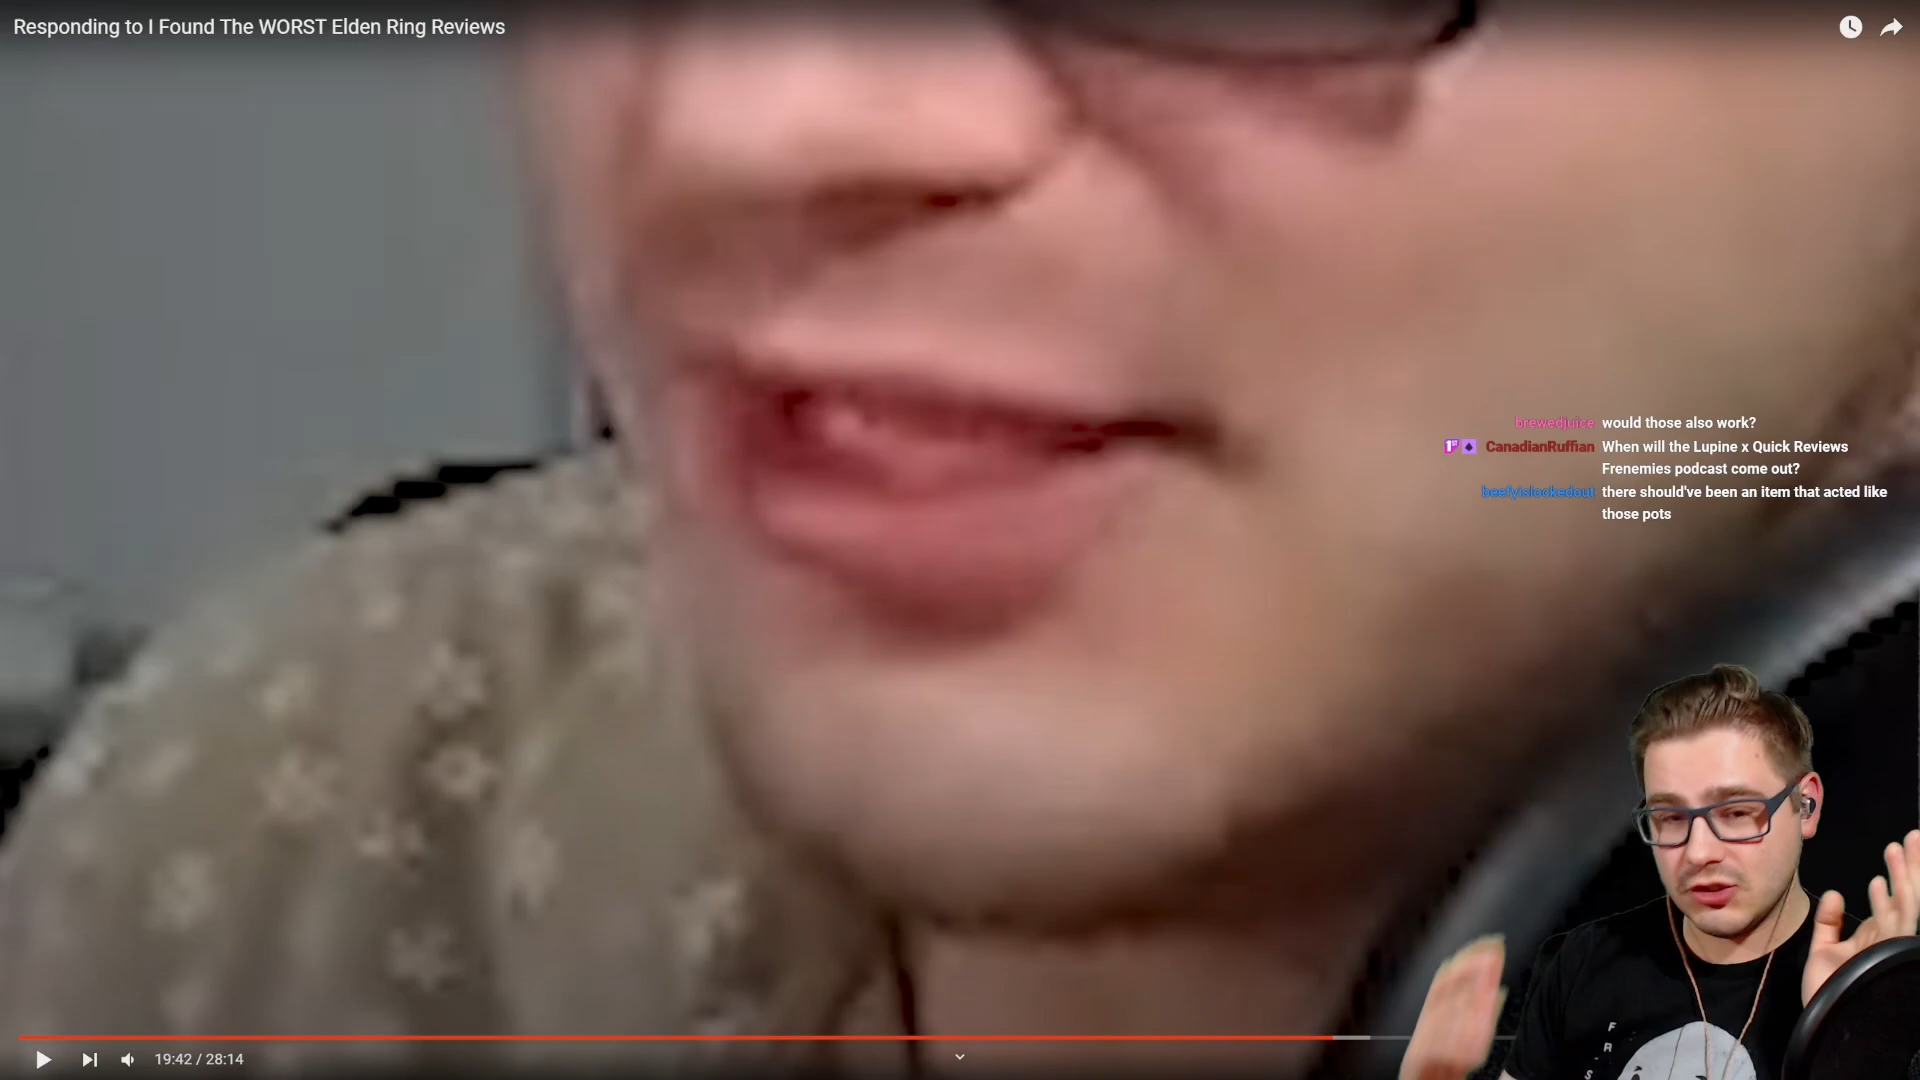 Responding to I Found The WORST Elden Ring Reviews
brewedjuice would those also work?
CanadianRuffian When will the Lupine x Quick Reviews
Frenemies podcast come out?
beefyislockedout there should've been an item that acted like
those pots
19:42 / 28:14